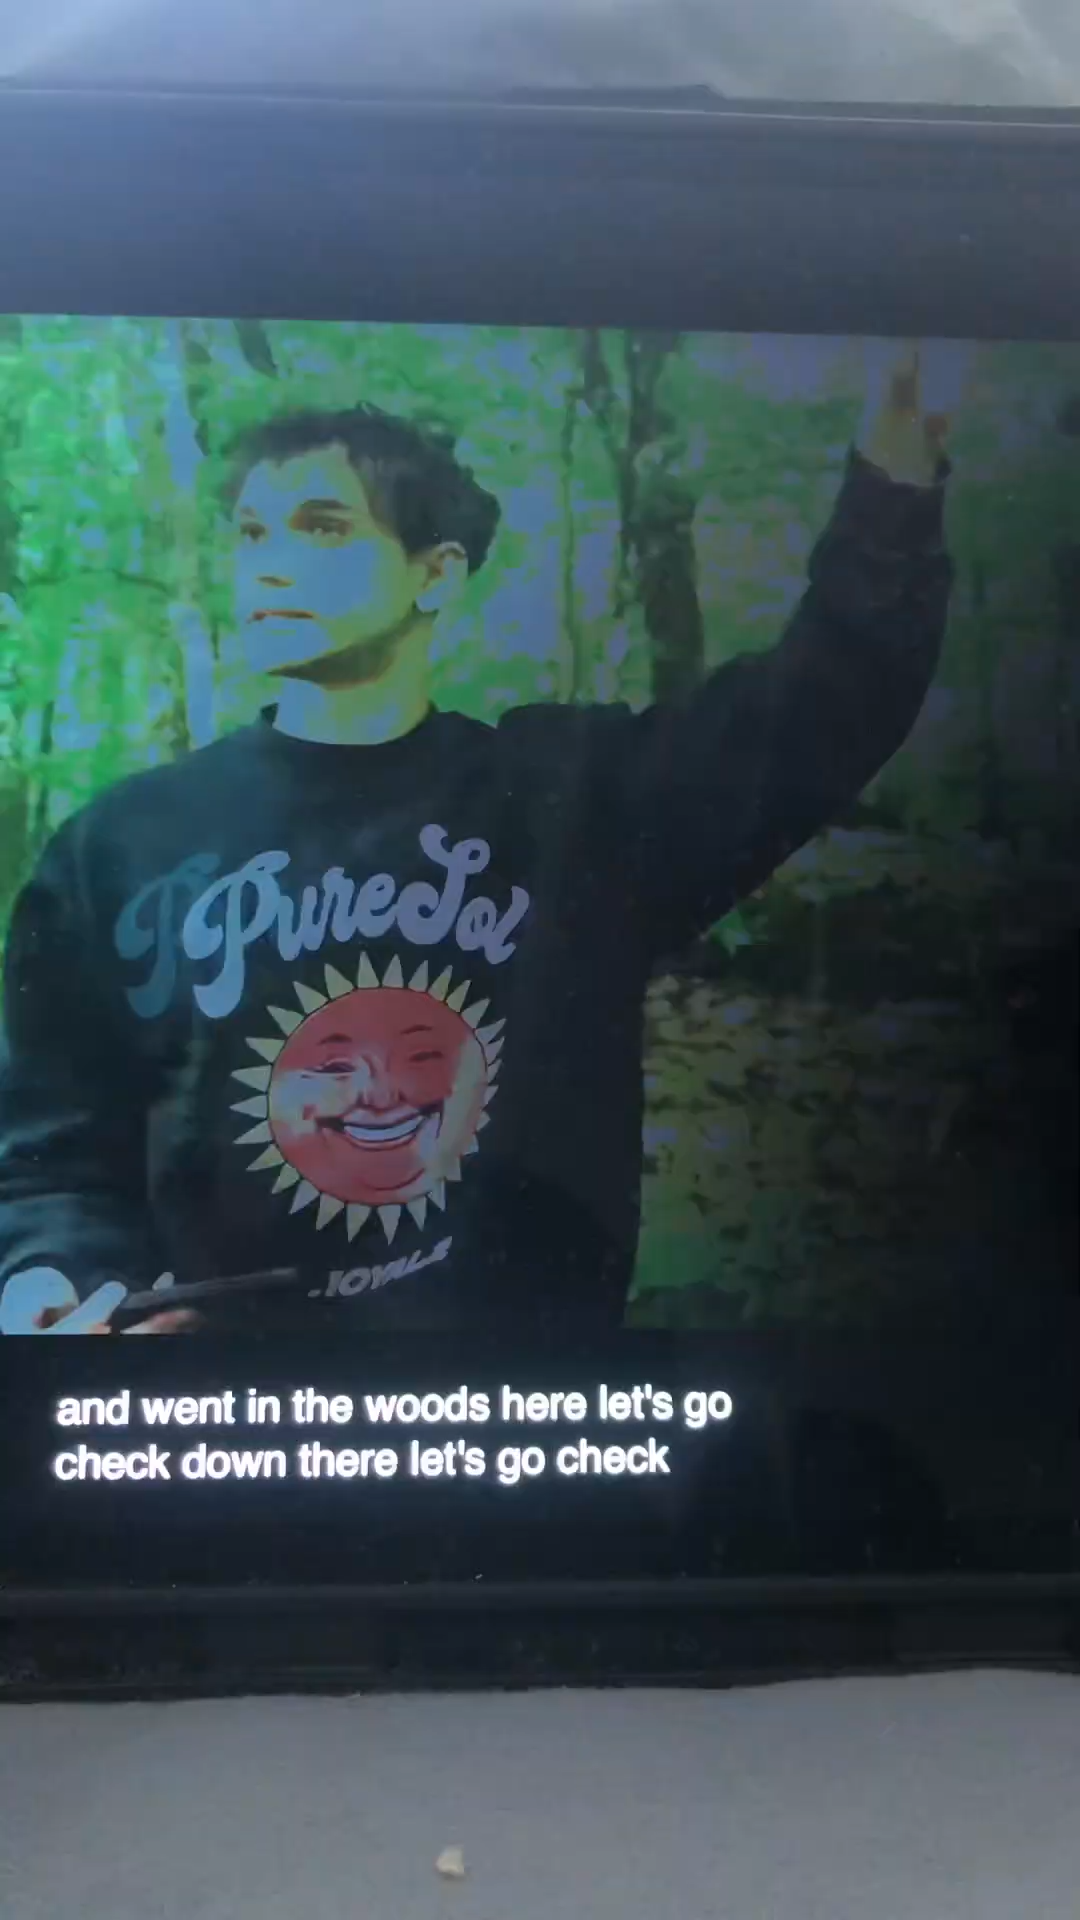 PureSol
and went in the woods here let's go
check down there let's go check